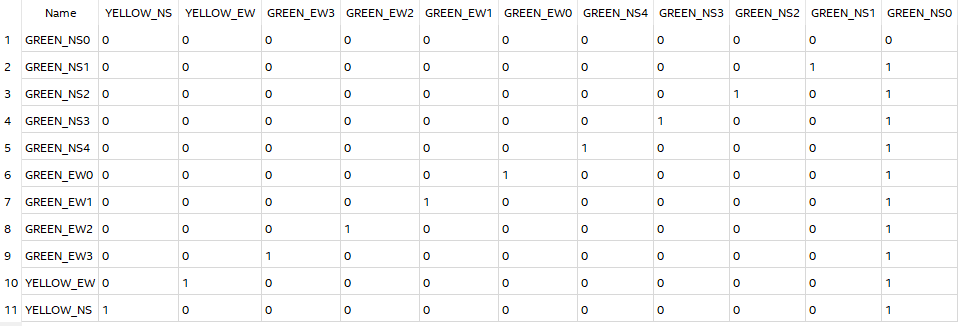 Name YELLOW_NS YELLOW_EW GREEN_EW3 GREEN_EW2 GREEN_EW1 GREEN_EW0 GREEN_NS4 GREEN_NS3 GREEN_NS2 GREEN_NS1 GREEN_NS0
1 GREEN_NS0 0 0 0 0 0 0 0 0 0 0 0
2 GREEN_NS1 0 0 0 0 0 0 0 0 0 1 1
3 GREEN_NS2 0 0 0 0 0 0 0 0 1 0 1
4 GREEN_NS3 0 0 0 0 0 0 0 1 0 0 1
5 GREEN_NS4 0 0 0 0 0 0 1 0 0 0 1
6 GREEN_EW0 0 0 0 0 0 1 0 0 0 0 1
7 GREEN_EW1 0 0 0 0 1 0 0 0 0 0 1
8 GREEN_EW2 0 0 0 1 0 0 0 0 0 0 1
9 GREEN_EW3 0 0 1 0 0 0 0 0 0 0 1
10 YELLOW_EW 0 1 0 0 0 0 0 0 0 0 1
11 YELLOW_NS 1 0 0 0 0 0 0 0 0 0 1